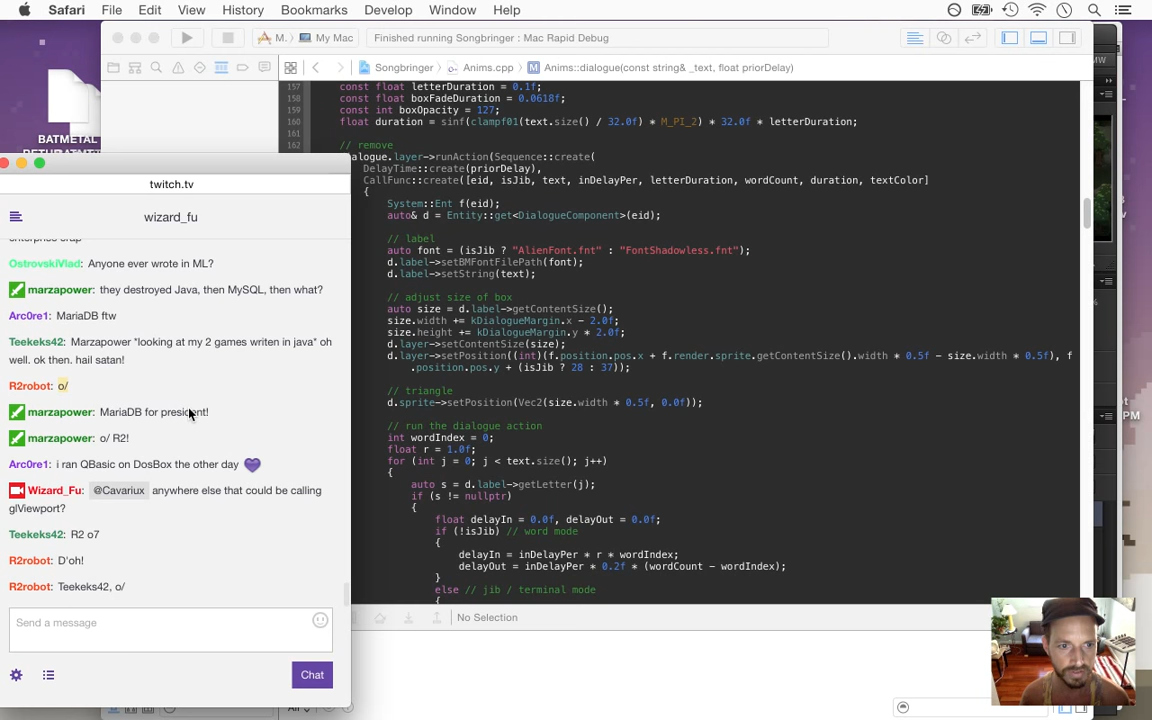 Safari File Edit View History Bookmarks Develop Window Help
M. My Mac Finished running Songbringer : Mac Rapid Debug
Songbringer Anims.cpp M Anims::dialogue(const string& _text, float priorDelay)
BATMETAL
twitch.tv
wizard_fu
OstrovskiVlad: Anyone ever wrote in ML?
marzapower: they destroyed Java, then MySQL, then what?
Arc0re1: MariaDB ftw
Teekeks42: Marzapower *looking at my 2 games writen in java* oh
well. ok then. hail satan!
R2robot: o/
marzapower: MariaDB for president!
marzapower: o/ R2!
Arc0re1: i ran QBasic on DosBox the other day
Wizard_Fu: @Cavariux anywhere else that could be calling
glViewport?
Teekeks42: R2 o7
R2robot: D'oh!
R2robot: Teekeks42, o/
Send a message
Chat
157 const float letterDuration = 0.1f;
158 const float boxFadeDuration = 0.0618f;
159 const int boxOpacity = 127;
160 float duration = sinf(clampf01(text.size() / 32.0f) * M_PI_2) * 32.0f * letterDuration;
161
162 // remove
ialogue.layer->runAction(Sequence::create(
DelayTime::create(priorDelay),
CallFunc::create([eid, isJib, text, inDelayPer, letterDuration, wordCount, duration, textColor]
{
System::Ent f(eid);
auto& d = Entity::get<DialogueComponent>(eid);
// label
auto font = (isJib ? "AlienFont.fnt" : "FontShadowless.fnt");
d.label->setBMFontFilePath(font);
d.label->setString(text);
// adjust size of box
auto size = d.label->getContentSize();
size.width += kDialogueMargin.x - 2.0f;
size.height += kDialogueMargin.y * 2.0f;
d.layer->setContentSize(size);
d.layer->setPosition((int)(f.position.pos.x + f.render.sprite.getContentSize().width * 0.5f - size.width * 0.5f), f
.position.pos.y + (isJib ? 28 : 37));
// triangle
d.sprite->setPosition(Vec2(size.width * 0.5f, 0.0f));
// run the dialogue action
int wordIndex = 0;
float r = 1.0f;
for (int j = 0; j < text.size(); j++)
{
auto s = d.label->getLetter(j);
if (s != nullptr)
{
float delayIn = 0.0f, delayOut = 0.0f;
if (!isJib) // word mode
{
delayIn = inDelayPer * r * wordIndex;
delayOut = inDelayPer * 0.2f * (wordCount - wordIndex);
}
else // jib / terminal mode
{
No Selection